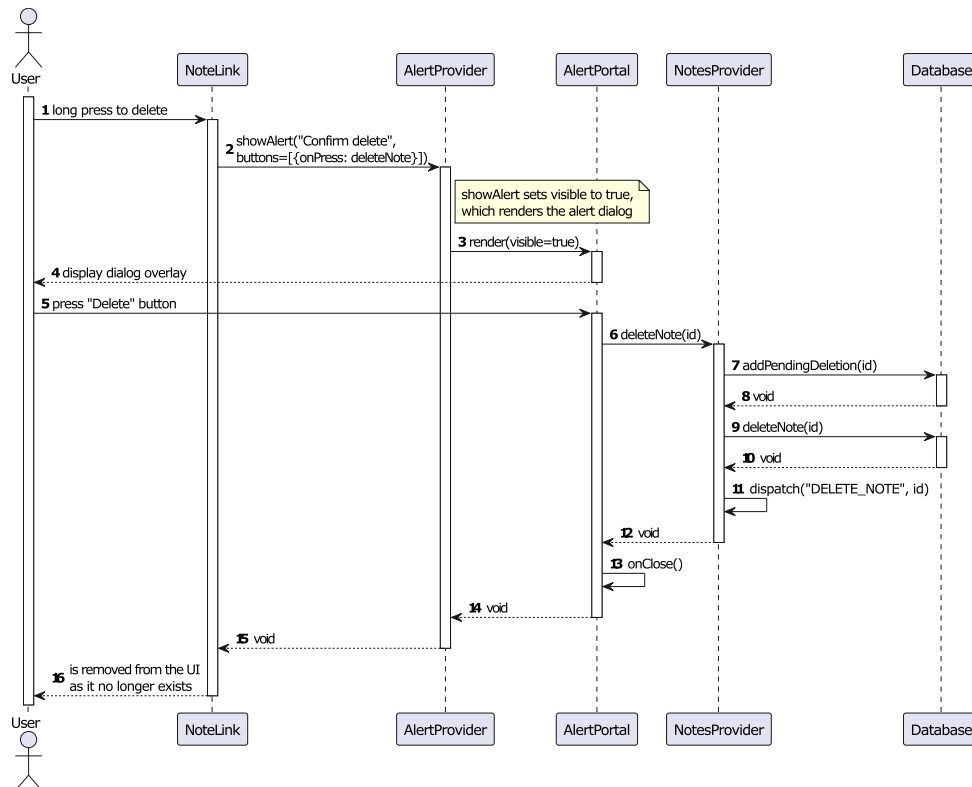 User
NoteLink
AlertProvider
AlertPortal
NotesProvider
Database
1 long press to delete
2 showAlert("Confirm delete",
buttons=[{onPress: deleteNote}])
showAlert sets visible to true,
which renders the alert dialog
3 render(visible=true)
4 display dialog overlay
5 press "Delete" button
6 deleteNote(id)
7 addPendingDeletion(id)
8 void
9 deleteNote(id)
10 void
11 dispatch("DELETE_NOTE", id)
12 void
13 onClose()
14 void
15 void
16 is removed from the UI
as it no longer exists
User
NoteLink
AlertProvider
AlertPortal
NotesProvider
Database